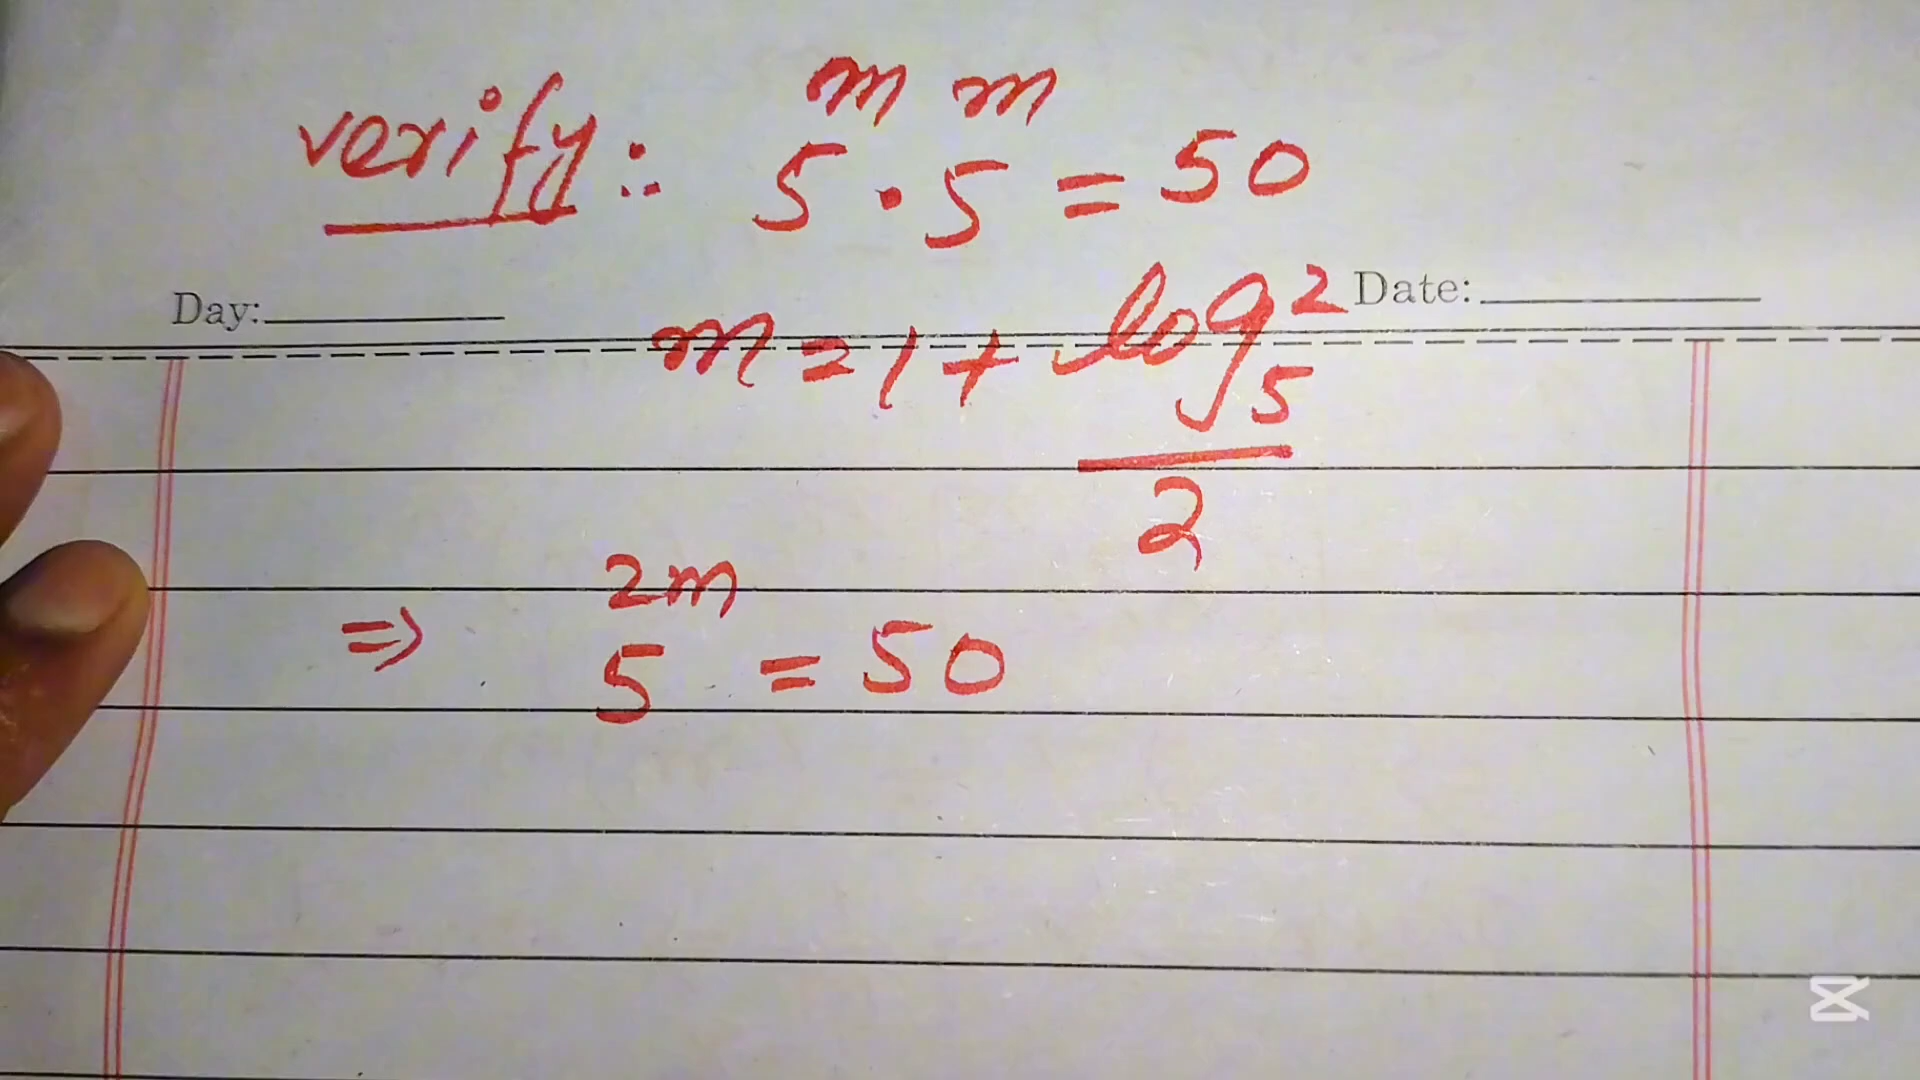 verify:- 5^m · 5^m = 50
Day: Date:
m = 1 + log_5^2 / 2
⇒ 5^2m = 50